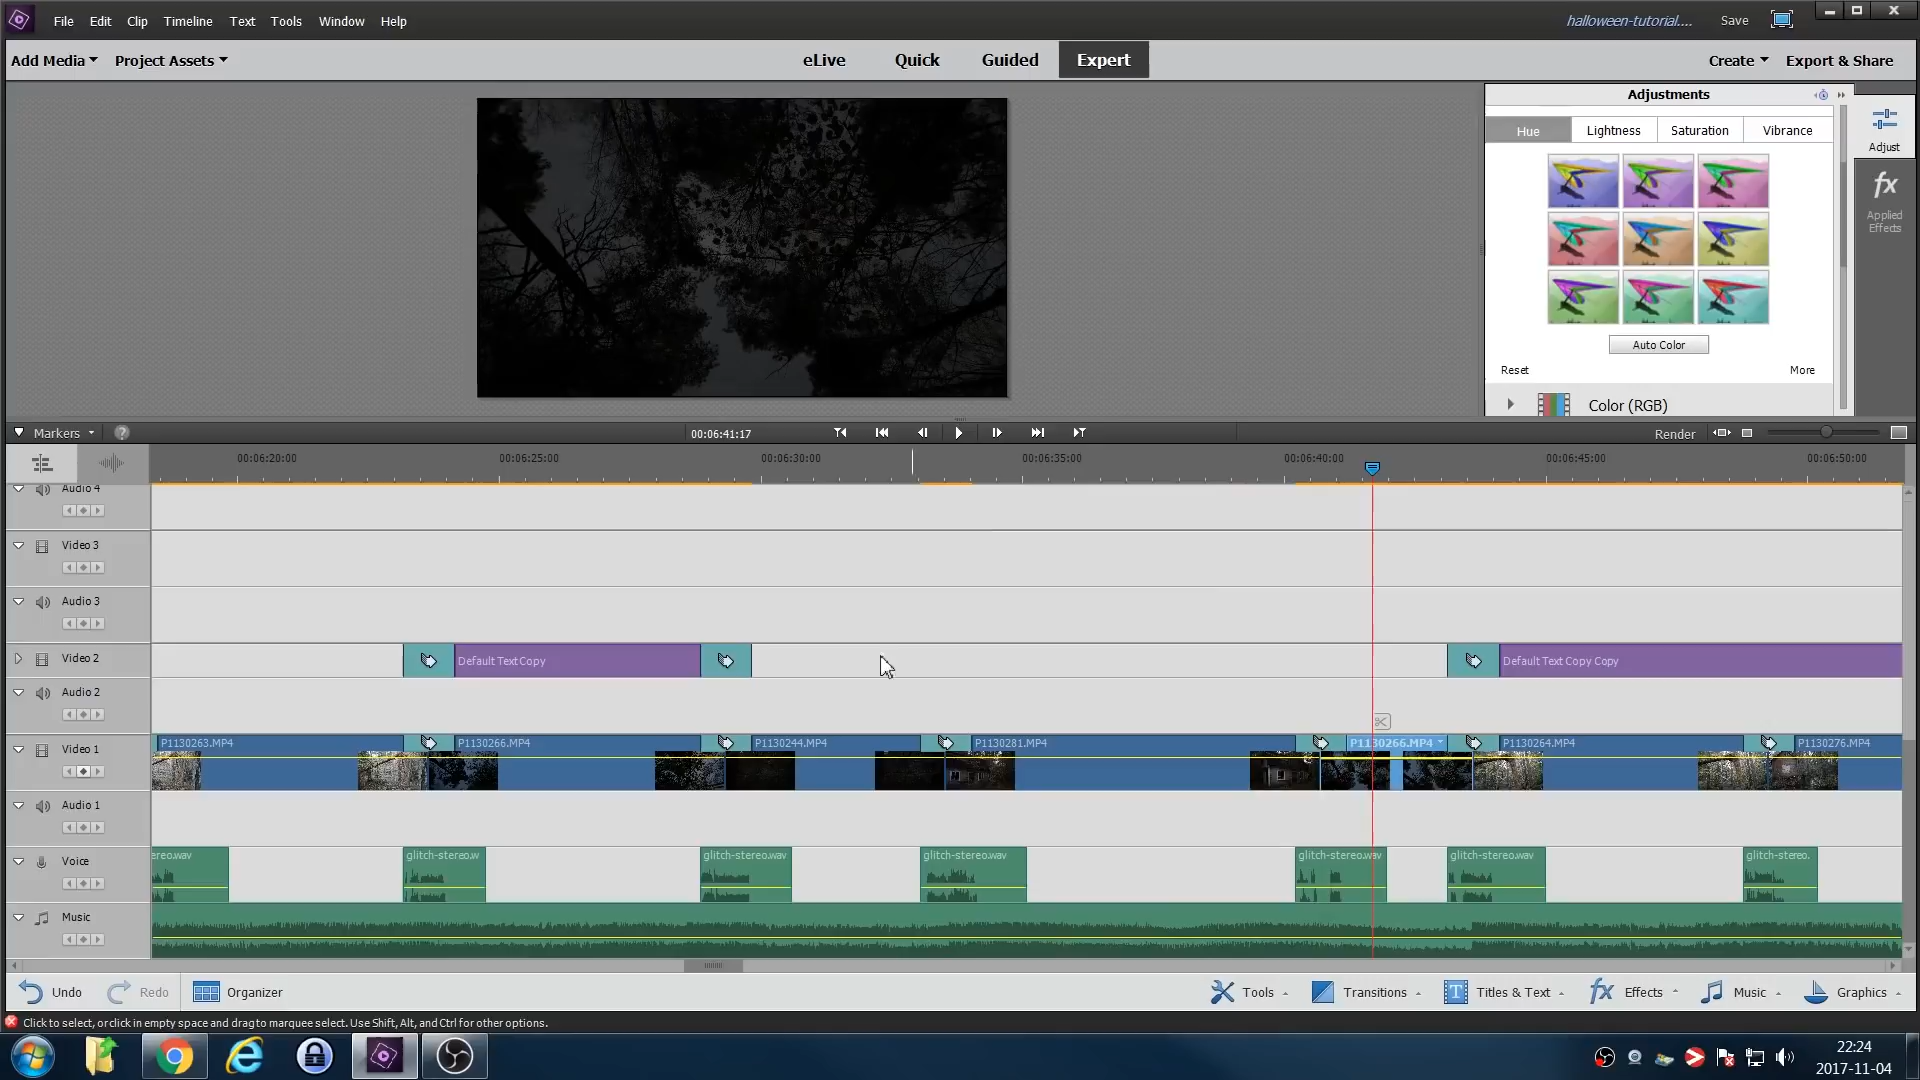 File Edit Clip Timeline Text Tools Window Help
halloween-tutorial.... Save
Add Media Project Assets
eLive Quick Guided Expert
Create Export & Share
Adjustments
Hue Lightness Saturation Vibrance
Adjust
fx
Applied
Effects
Auto Color
Reset More
Color (RGB)
Markers ? 00:06:41:17 Render
00:06:20:00 00:06:25:00 00:06:30:00 00:06:35:00 00:06:40:00 00:06:45:00 00:06:50:00
Audio 4
Video 3
Audio 3
Video 2 Default Text Copy Default Text Copy Copy
Audio 2
Video 1 P1130263.MP4 P1130266.MP4 P1130244.MP4 P1130281.MP4 P1130266.MP4 P1130264.MP4 P1130276.MP4
Audio 1
Voice ereo.wav glitch-stereo.w glitch-stereo.wav glitch-stereo.wav glitch-stereo.wav glitch-stereo.wav glitch-stereo.
Music
Undo Redo Organizer Tools Transitions T Titles & Text fx Effects Music Graphics
Click to select, or click in empty space and drag to marquee select. Use Shift, Alt, and Ctrl for other options.
22:24
2017-11-04